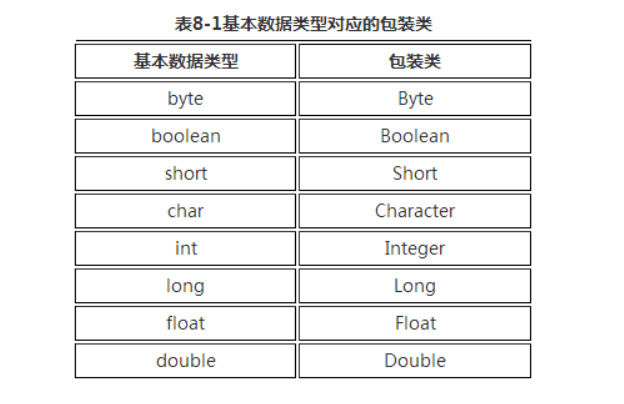 表8-1基本数据类型对应的包装类
基本数据类型 包装类
byte Byte
boolean Boolean
short Short
char Character
int Integer
long Long
float Float
double Double